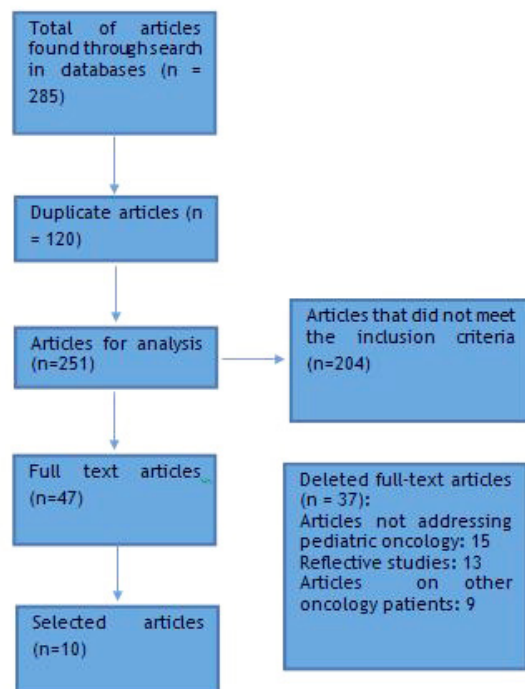 Total of articles
found through search
in databases (n =
285)
Duplicate articles (n
= 120)
Articles for analysis
(n=251)
Articles that did not meet
the inclusion criteria
(n=204)
Full text articles
(n=47)
Deleted full-text articles
(n = 37):
Articles not addressing
pediatric oncology: 15
Reflective studies: 13
Articles on other
oncology patients: 9
Selected articles
(n=10)